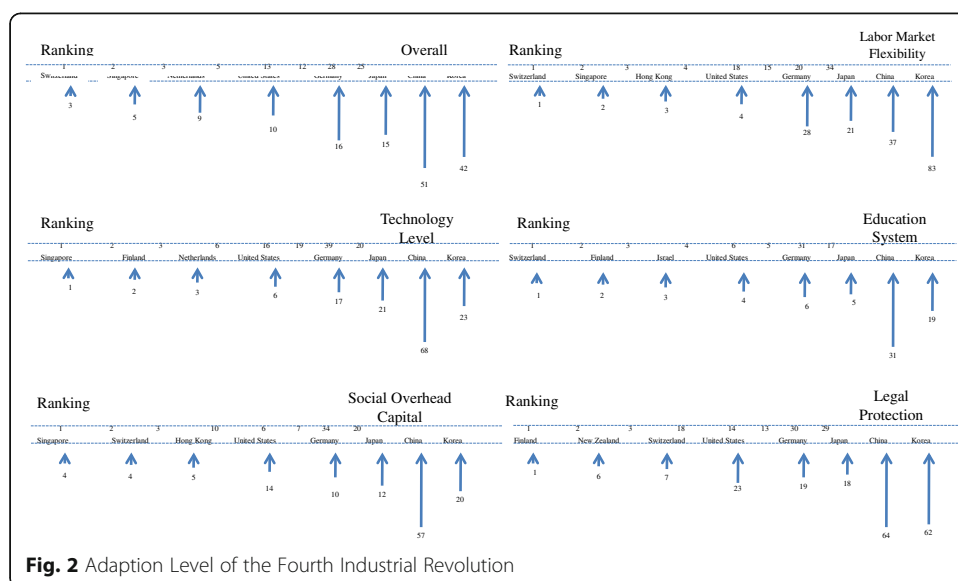 Ranking Overall
1 2 3 5 13 12 28 25
Switzerland Singapore Netherlands United States Germany Japan China Korea
3 5 9 10 16 15 51 42
Ranking Labor Market
Flexibility
1 2 3 4 18 15 20 34
Switzerland Singapore Hong Kong United States Germany Japan China Korea
1 2 3 4 28 21 37 83
Ranking Technology
Level
1 2 3 6 16 19 39 20
Singapore Finland Netherlands United States Germany Japan China Korea
1 2 3 6 17 21 68 23
Ranking Education
System
1 2 3 4 6 5 31 17
Switzerland Finland Israel United States Germany Japan China Korea
1 2 3 4 6 5 31 19
Ranking Social Overhead
Capital
1 2 3 10 6 7 34 20
Singapore Switzerland Hong Kong United States Germany Japan China Korea
4 4 5 14 10 12 57 20
Ranking Legal
Protection
1 2 3 18 14 13 30 29
Finland New Zealand Switzerland United States Germany Japan China Korea
1 6 7 23 19 18 64 62
Fig. 2 Adaption Level of the Fourth Industrial Revolution